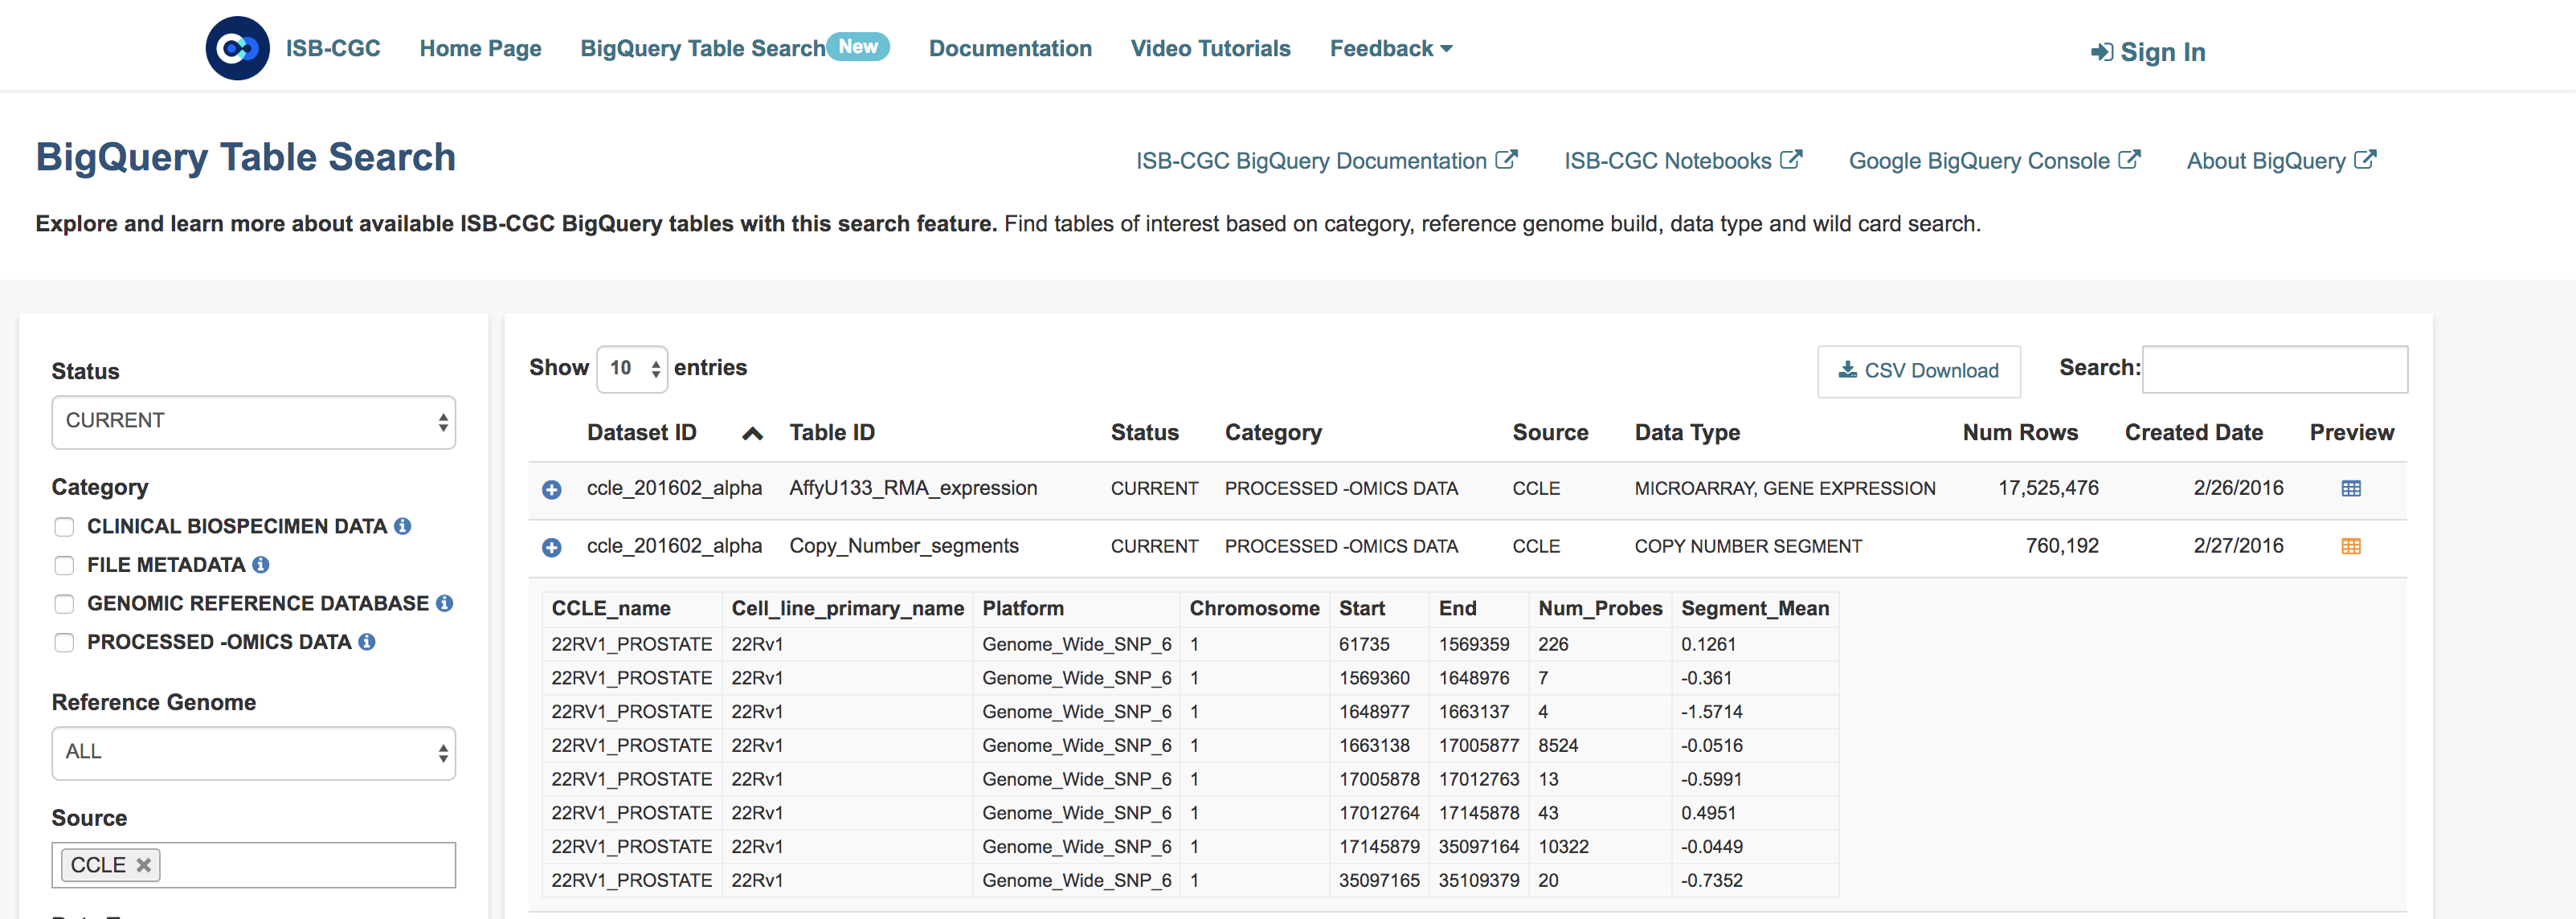 ISB-CGC Home Page BigQuery Table Search New Documentation Video Tutorials Feedback Sign In
BigQuery Table Search
ISB-CGC BigQuery Documentation ISB-CGC Notebooks Google BigQuery Console About BigQuery
Explore and learn more about available ISB-CGC BigQuery tables with this search feature. Find tables of interest based on category, reference genome build, data type and wild card search.
Status
CURRENT
Category
CLINICAL BIOSPECIMEN DATA
FILE METADATA
GENOMIC REFERENCE DATABASE
PROCESSED -OMICS DATA
Reference Genome
ALL
Source
CCLE
Show 10 entries
CSV Download
Search:
Dataset ID Table ID Status Category Source Data Type Num Rows Created Date Preview
ccle_201602_alpha AffyU133_RMA_expression CURRENT PROCESSED -OMICS DATA CCLE MICROARRAY, GENE EXPRESSION 17,525,476 2/26/2016
ccle_201602_alpha Copy_Number_segments CURRENT PROCESSED -OMICS DATA CCLE COPY NUMBER SEGMENT 760,192 2/27/2016
CCLE_name Cell_line_primary_name Platform Chromosome Start End Num_Probes Segment_Mean
22RV1_PROSTATE 22Rv1 Genome_Wide_SNP_6 1 61735 1569359 226 0.1261
22RV1_PROSTATE 22Rv1 Genome_Wide_SNP_6 1 1569360 1648976 7 -0.361
22RV1_PROSTATE 22Rv1 Genome_Wide_SNP_6 1 1648977 1663137 4 -1.5714
22RV1_PROSTATE 22Rv1 Genome_Wide_SNP_6 1 1663138 17005877 8524 -0.0516
22RV1_PROSTATE 22Rv1 Genome_Wide_SNP_6 1 17005878 17012763 13 -0.5991
22RV1_PROSTATE 22Rv1 Genome_Wide_SNP_6 1 17012764 17145878 43 0.4951
22RV1_PROSTATE 22Rv1 Genome_Wide_SNP_6 1 17145879 35097164 10322 -0.0449
22RV1_PROSTATE 22Rv1 Genome_Wide_SNP_6 1 35097165 35109379 20 -0.7352